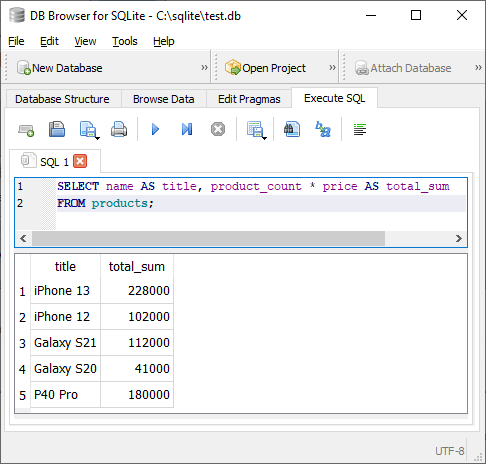 DB Browser for SQLite - C:\sqlite\test.db
File Edit View Tools Help
New Database » Open Project » Attach Database »
Database Structure Browse Data Edit Pragmas Execute SQL
SQL 1
1 SELECT name AS title, product_count * price AS total_sum
2 FROM products;
title total_sum
1 iPhone 13 228000
2 iPhone 12 102000
3 Galaxy S21 112000
4 Galaxy S20 41000
5 P40 Pro 180000
UTF-8